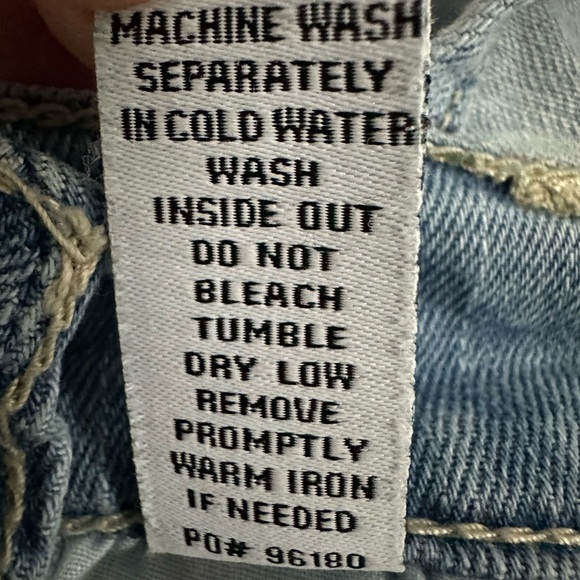 MACHINE WASH
SEPARATELY
IN COLD WATER
WASH
INSIDE OUT
DO NOT
BLEACH
TUMBLE
DRY LOW
REMOVE
PROMPTLY
WARM IRON
IF NEEDED
PO# 96180